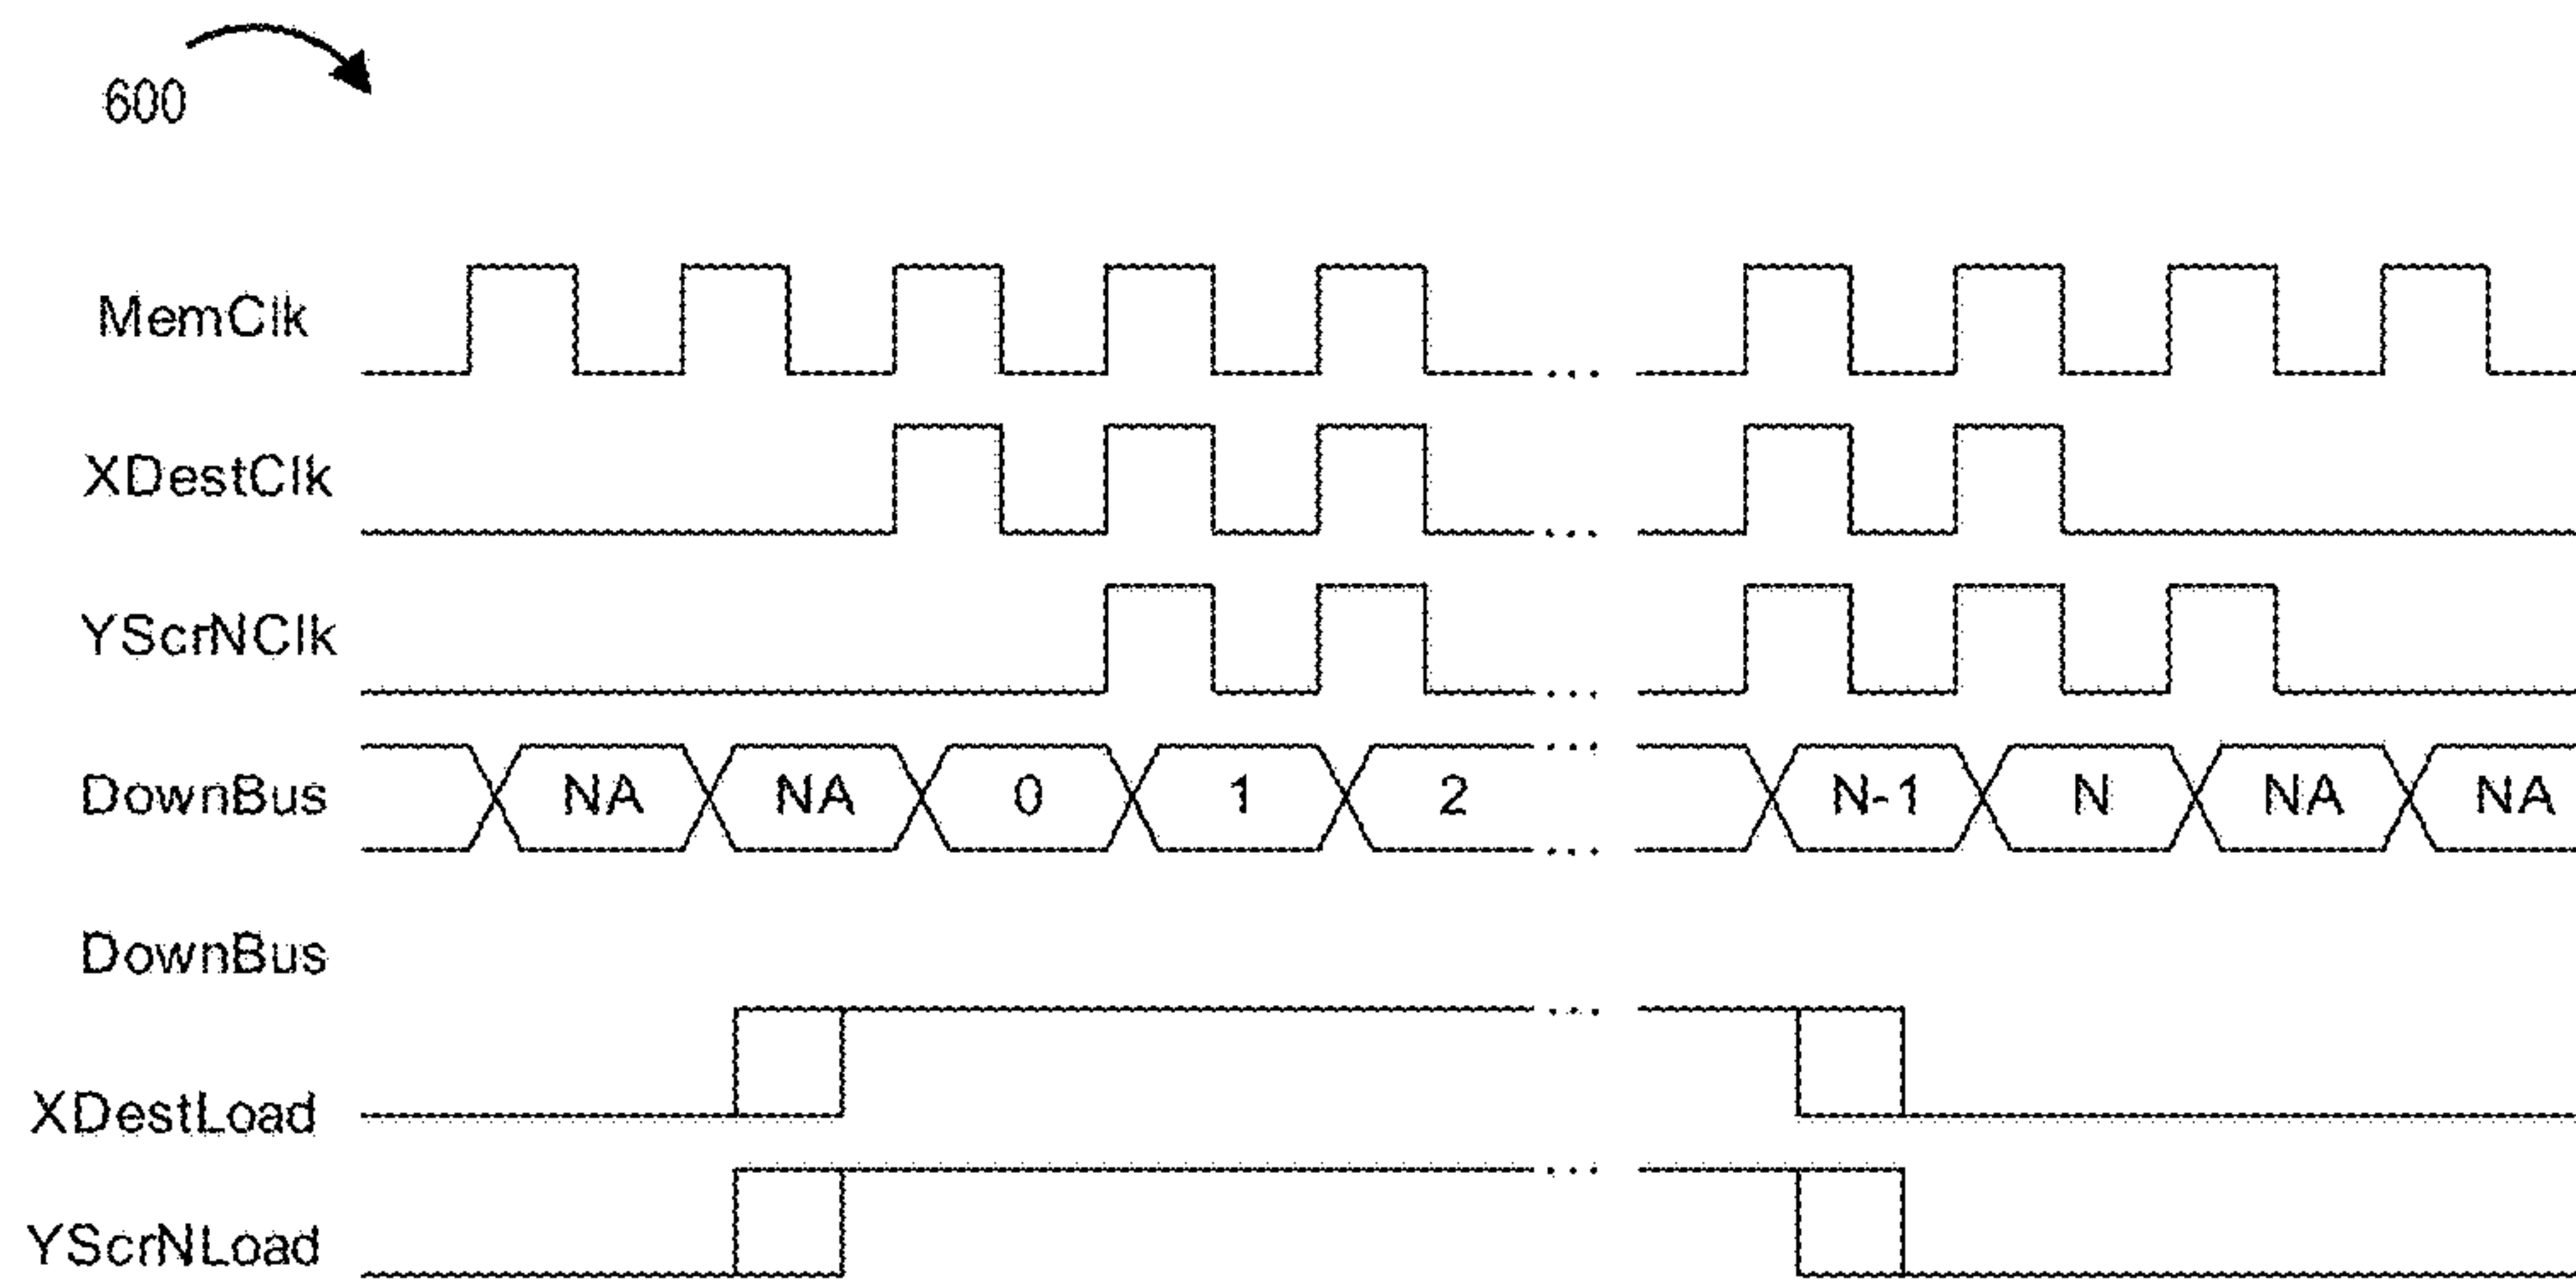 600
MemClk
XDestClk
YScrNClk
DownBus NA NA 0 1 2 ... N-1 N NA NA
DownBus
XDestLoad
YScrNLoad